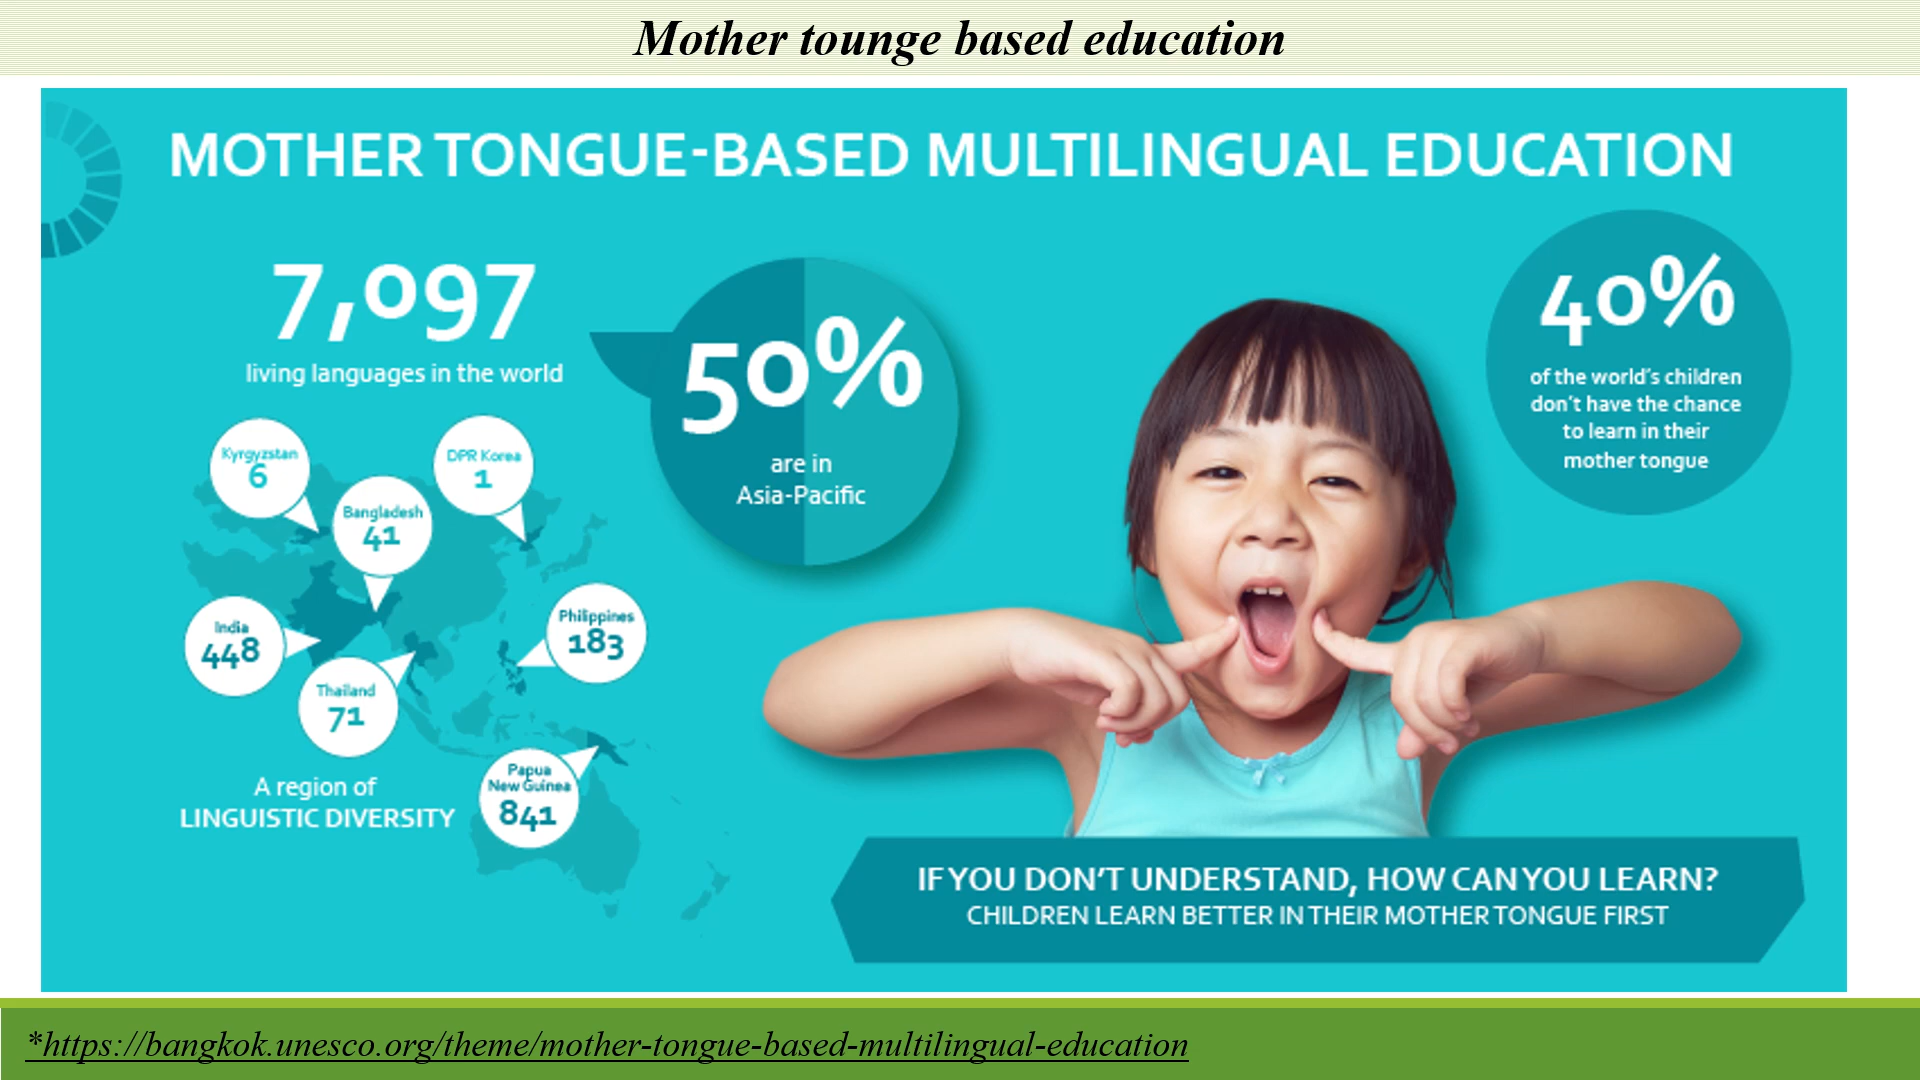 Mother tounge based education
MOTHER TONGUE-BASED MULTILINGUAL EDUCATION
7,097
living languages in the world
50%
are in
Asia-Pacific
40%
of the world's children
don't have the chance
to learn in their
mother tongue
Kyrgyzstan
6
DPR Korea
1
Bangladesh
41
India
448
Philippines
183
Thailand
71
Papua
New Guinea
841
A region of
LINGUISTIC DIVERSITY
IF YOU DON'T UNDERSTAND, HOW CAN YOU LEARN?
CHILDREN LEARN BETTER IN THEIR MOTHER TONGUE FIRST
*https://bangkok.unesco.org/theme/mother-tongue-based-multilingual-education